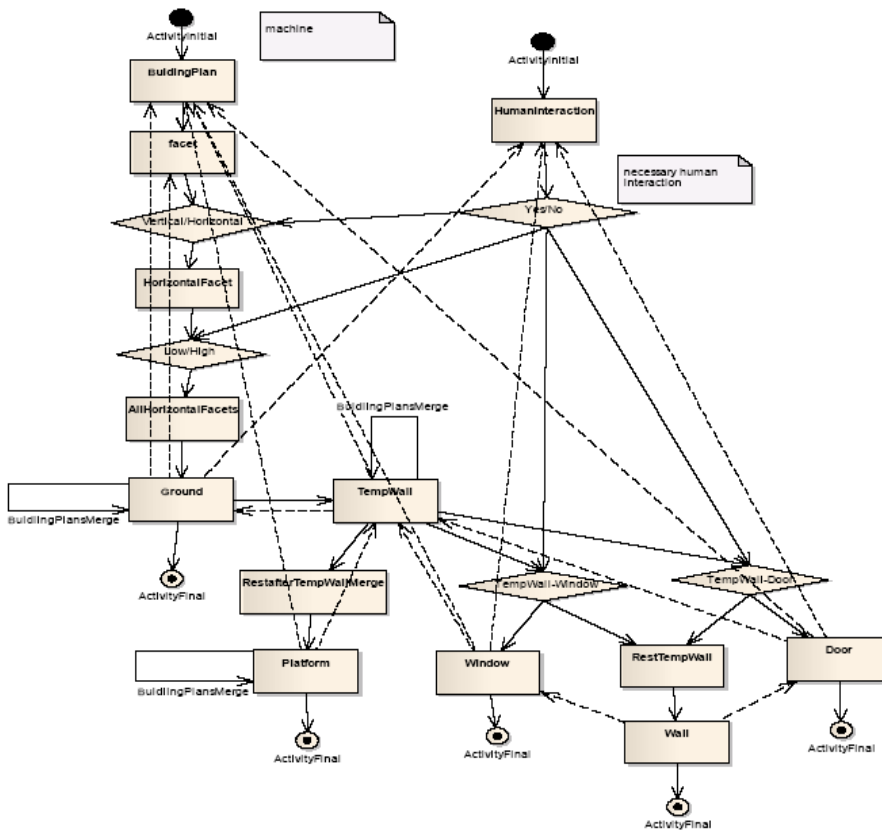 ActivityInitial
machine
ActivityInitial
BuldingPlan
HumanInteraction
facet
necessary human
interaction
Vertical/Horizontal
Yes/No
HorizontalFacet
Low/High
AllHorizontalFacets
BuildingPlansMerge
Ground
TempWall
BuildingPlansMerge
RestafterTempWallMerge
TempWall-Window
TempWall-Door
ActivityFinal
Platform
Window
RestTempWall
Door
BuildingPlansMerge
Wall
ActivityFinal
ActivityFinal
ActivityFinal
ActivityFinal